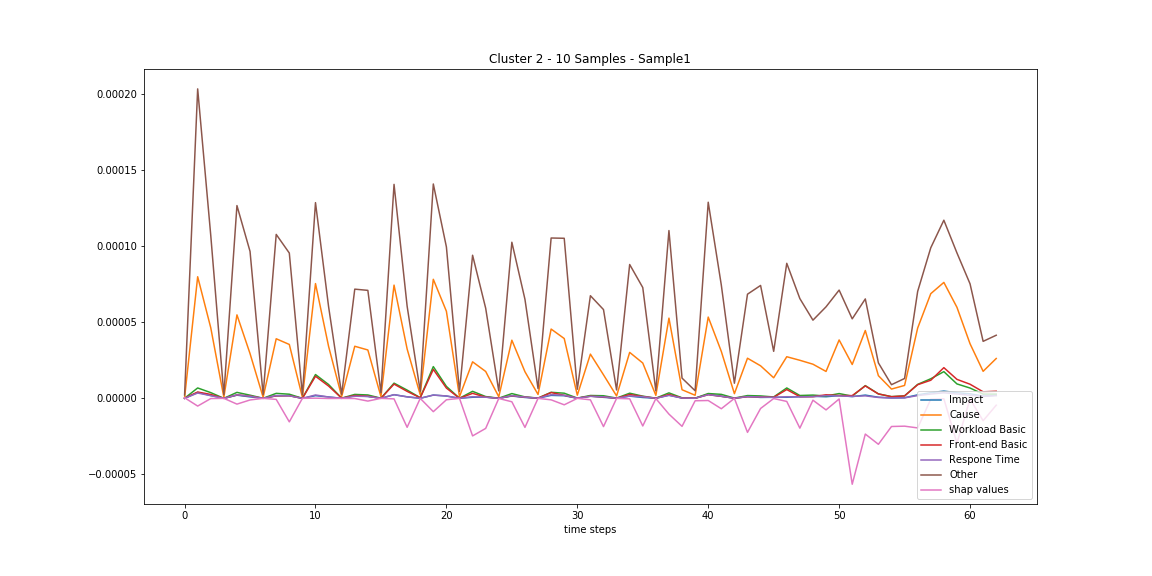 Cluster 2 - 10 Samples - Sample1
0.00020
0.00015
0.00010
0.00005
0.00000
−0.00005
Impact
Cause
Workload Basic
Front-end Basic
Respone Time
Other
shap values
0 10 20 30 40 50 60
time steps